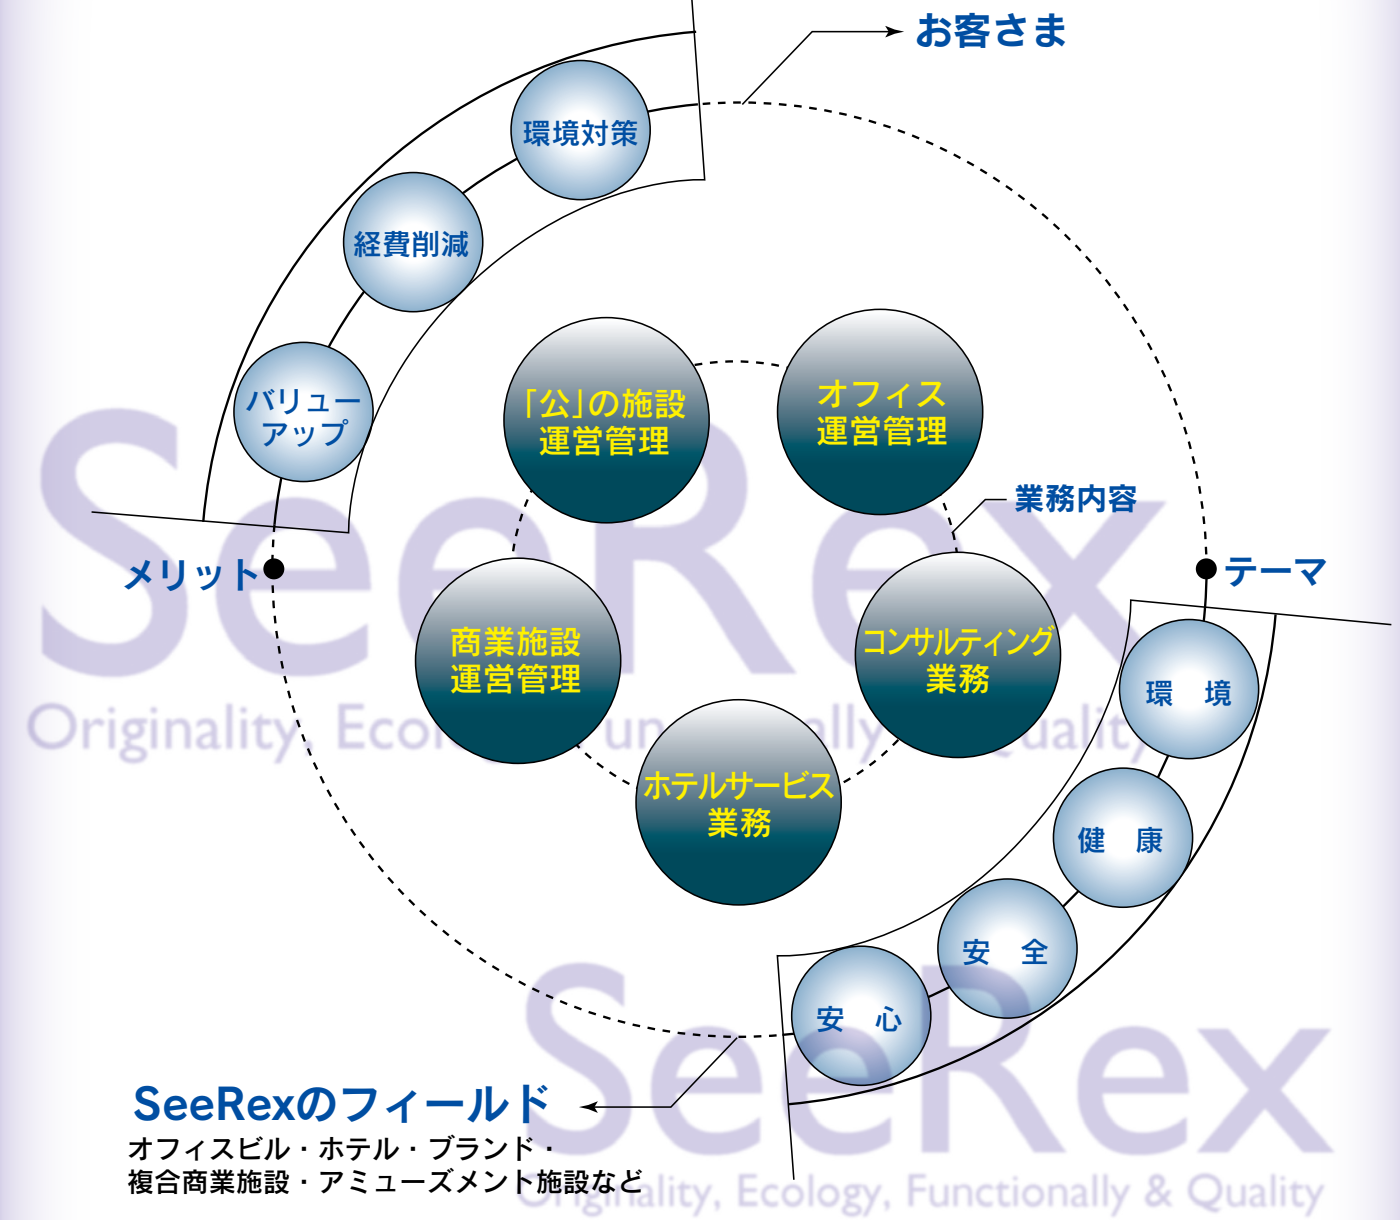 お客さま
環境対策
経費削減
バリュー
アップ
「公」の施設
運営管理
オフィス
運営管理
業務内容
メリット
テーマ
商業施設
運営管理
コンサルティング
業務
ホテルサービス
業務
環　境
健　康
安　全
安　心
SeeRex
SeeRexのフィールド
オフィスビル・ホテル・ブランド・
複合商業施設・アミューズメント施設など
SeeRex
Originality, Ecology, Functionally & Quality